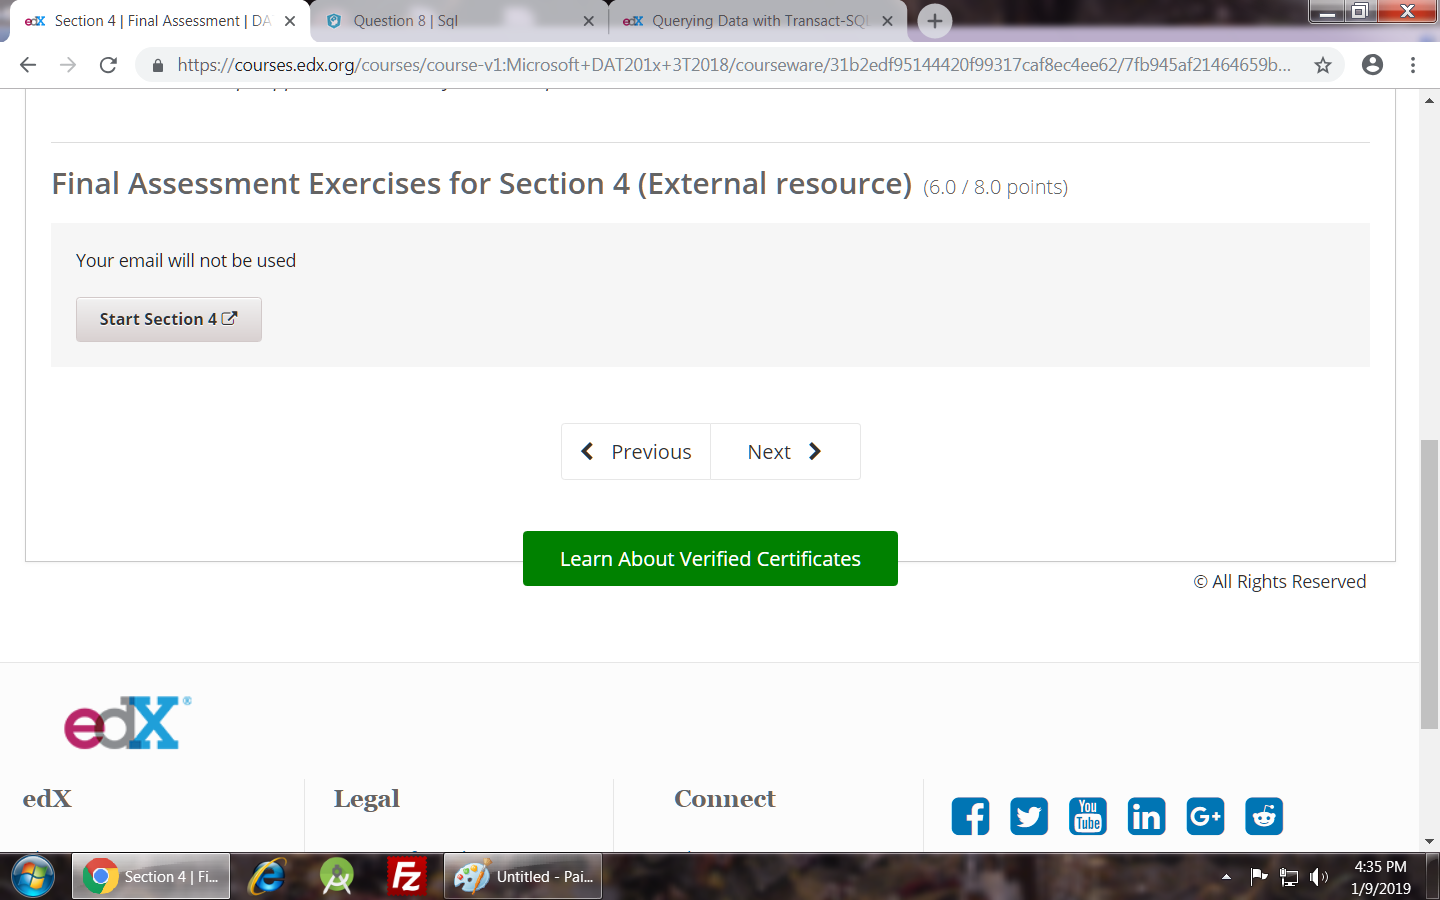 Section 4 | Final Assessment | DA
Question 8 | Sql
Querying Data with Transact-SQ
https://courses.edx.org/courses/course-v1:Microsoft+DAT201x+3T2018/courseware/31b2edf95144420f99317caf8ec4ee62/7fb945af21464659b...
Final Assessment Exercises for Section 4 (External resource) (6.0 / 8.0 points)
Your email will not be used
Start Section 4
Previous
Next
Learn About Verified Certificates
© All Rights Reserved
edX®
edX
Legal
Connect
You Tube
in
G+
Section 4 | Fi...
Fz
Untitled - Pai...
4:35 PM
1/9/2019